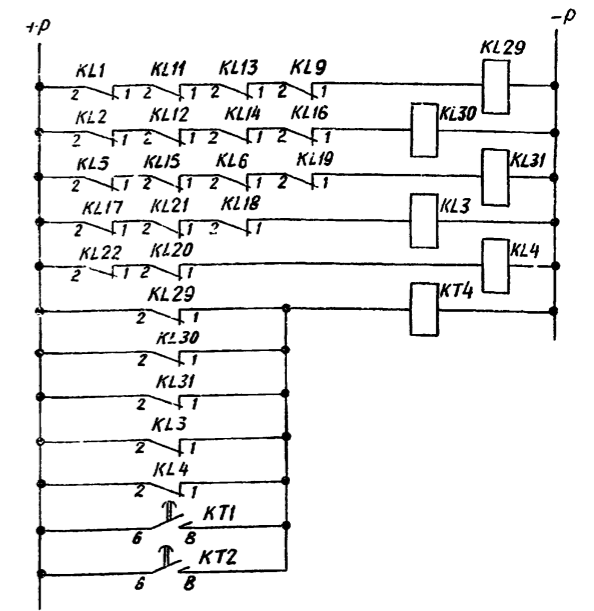 +P -P
KL1 KL11 KL13 KL9 KL29
2 1 2 1 2 1 2 1
KL2 KL12 KL14 KL16 KL30
2 1 2 1 2 1 2 1
KL5 KL15 KL6 KL19 KL31
2 1 2 1 2 1 2 1
KL17 KL21 KL18 KL3
2 1 2 1 2 1
KL22 KL20 KL4
2 1 2 1
KL29 KT4
2 1
KL30
2 1
KL31
2 1
KL3
2 1
KL4
2 1
KT1
6 8
KT2
6 8